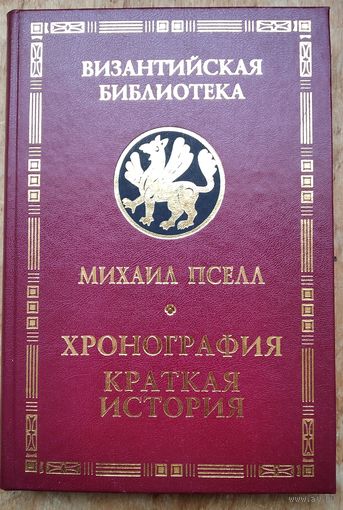 ВИЗАНТИЙСКАЯ
БИБЛИОТЕКА
МИХАИЛ ПСЕЛЛ
ХРОНОГРАФИЯ
КРАТКАЯ
ИСТОРИЯ